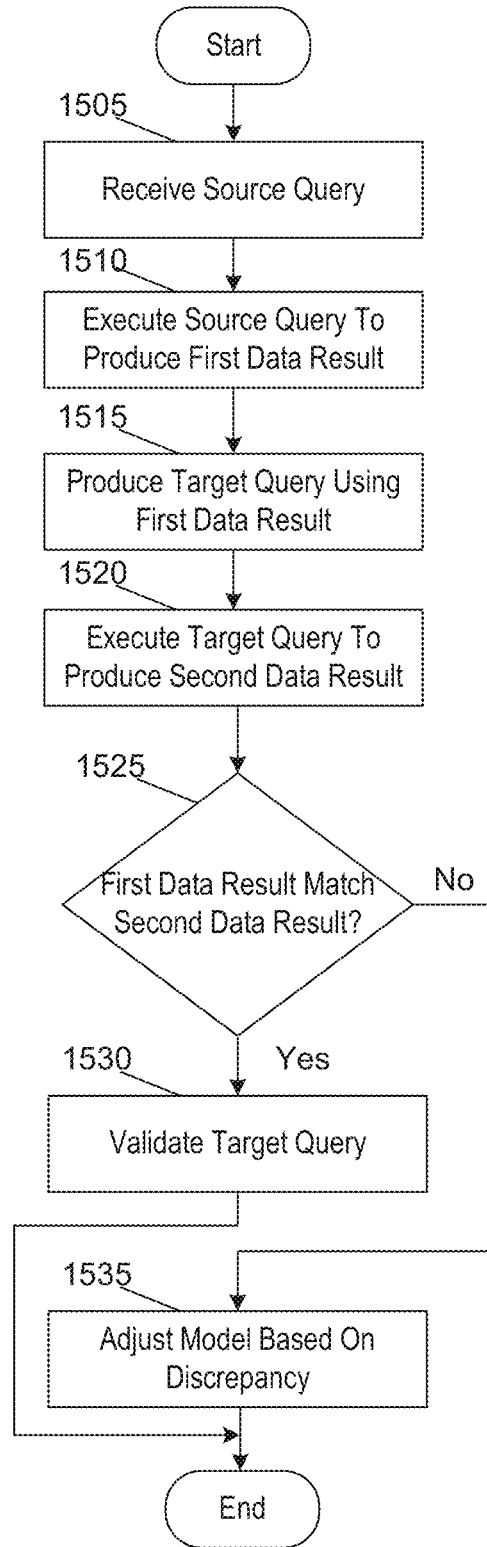 Start
1505
Receive Source Query
1510
Execute Source Query To
Produce First Data Result
1515
Produce Target Query Using
First Data Result
1520
Execute Target Query To
Produce Second Data Result
1525
First Data Result Match
Second Data Result?
No
Yes
1530
Validate Target Query
1535
Adjust Model Based On
Discrepancy
End